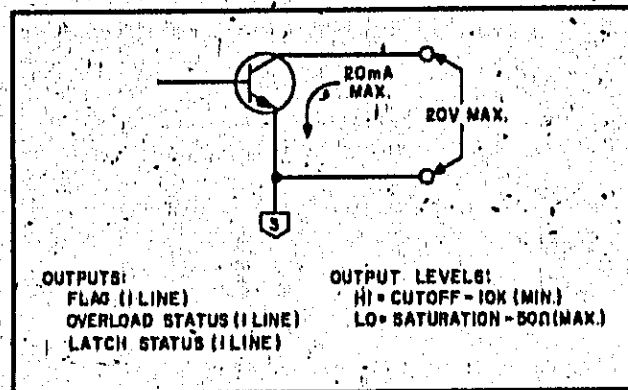 20mA
MAX.
20V MAX.
3
OUTPUTS:
FLAG (1 LINE)
OVERLOAD STATUS (1 LINE)
LATCH STATUS (1 LINE)
OUTPUT LEVELS:
HI = CUTOFF - 10K (MIN.)
LO = SATURATION - 50Ω (MAX.)